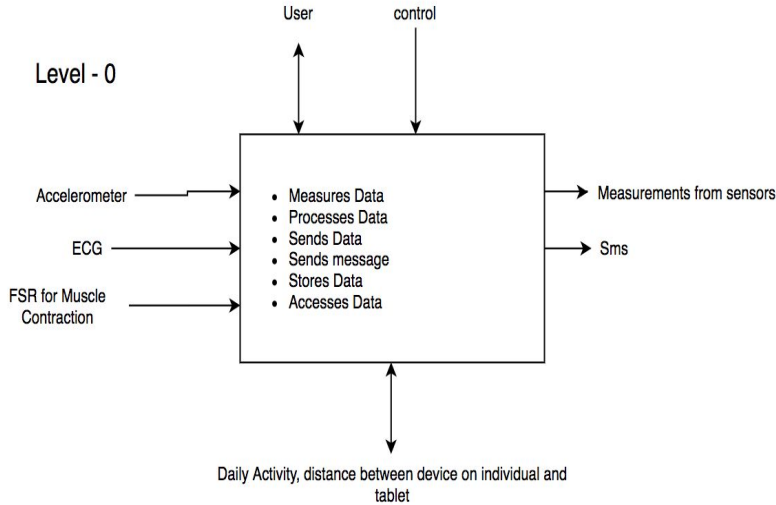 User
control
Level - 0
Accelerometer
ECG
FSR for Muscle
Contraction
• Measures Data
• Processes Data
• Sends Data
• Sends message
• Stores Data
• Accesses Data
Measurements from sensors
Sms
Daily Activity, distance between device on individual and
tablet